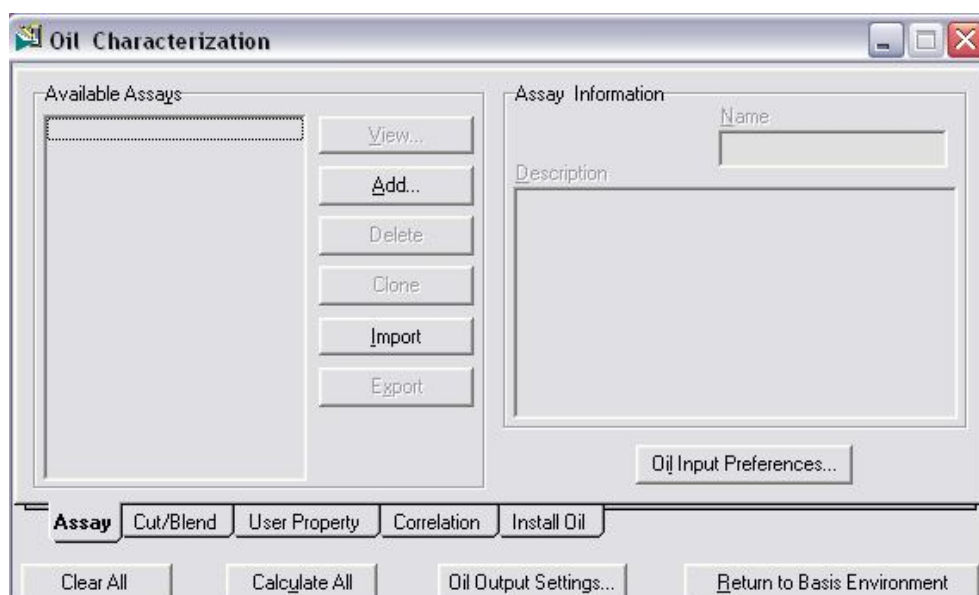 Oil Characterization
Available Assays
View...
Add...
Delete
Clone
Import
Export
Assay Information
Name
Description
Oil Input Preferences...
Assay Cut/Blend User Property Correlation Install Oil
Clear All Calculate All Oil Output Settings... Return to Basis Environment